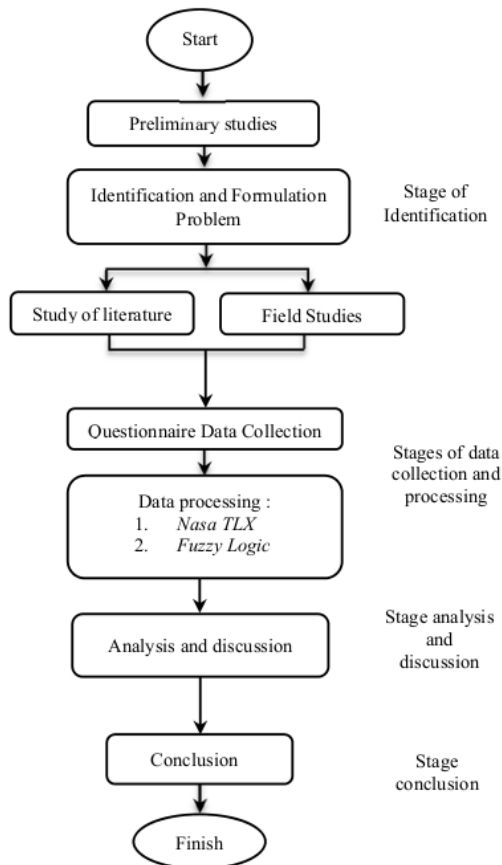 Start
Preliminary studies
Identification and Formulation
Problem
Stage of
Identification
Study of literature
Field Studies
Questionnaire Data Collection
Stages of data
collection and
processing
Data processing :
1. Nasa TLX
2. Fuzzy Logic
Analysis and discussion
Stage analysis
and
discussion
Conclusion
Stage
conclusion
Finish